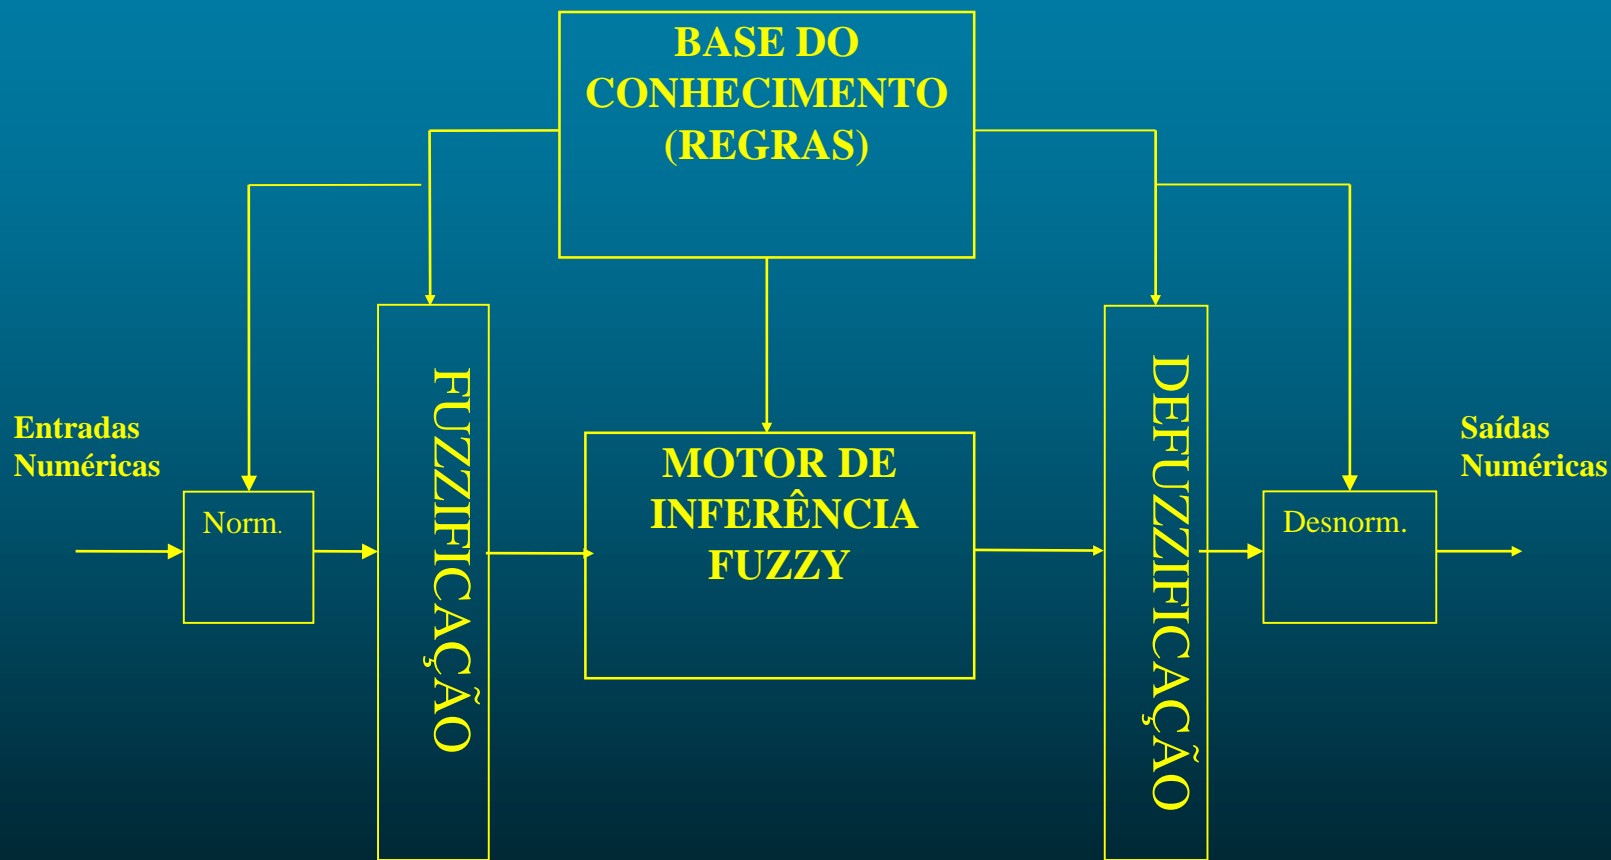 BASE DO
CONHECIMENTO
(REGRAS)
Entradas
Numéricas
Norm.
FUZZIFICAÇÃO
MOTOR DE
INFERÊNCIA
FUZZY
DEFUZZIFICAÇÃO
Desnorm.
Saídas
Numéricas